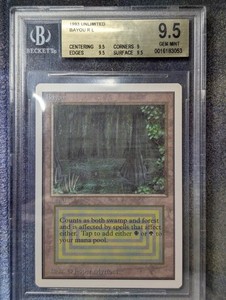 B
BECKETT
1993 UNLIMITED
BAYOU R L
CENTERING 9.5 CORNERS 9
EDGES 9.5 SURFACE 9.5
9.5
GEM MINT
Counts as both swamp and forest
and is affected by spells that affect
either. Tap to add either or to
your mana pool.